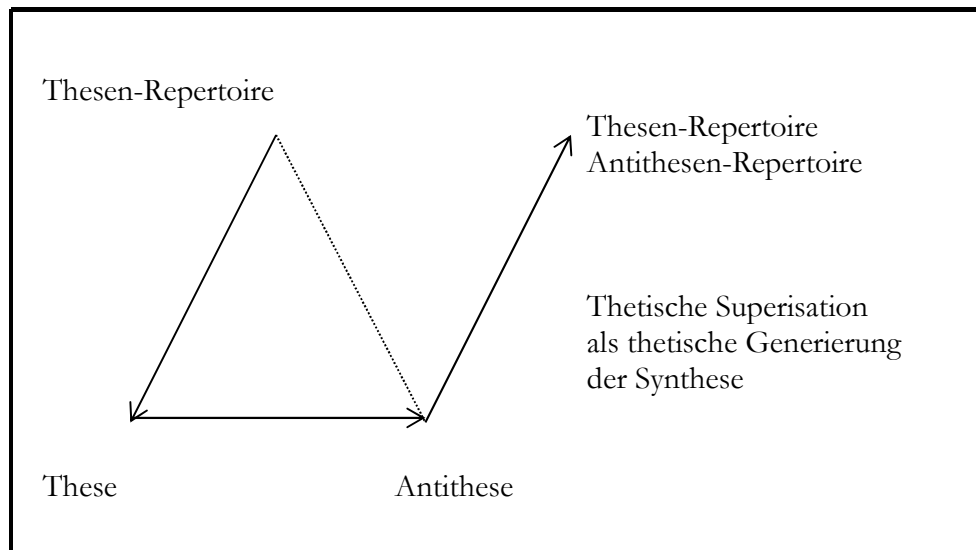 Thesen-Repertoire
Thesen-Repertoire
Antithesen-Repertoire
Thetische Superisation
als thetische Generierung
der Synthese
These
Antithese